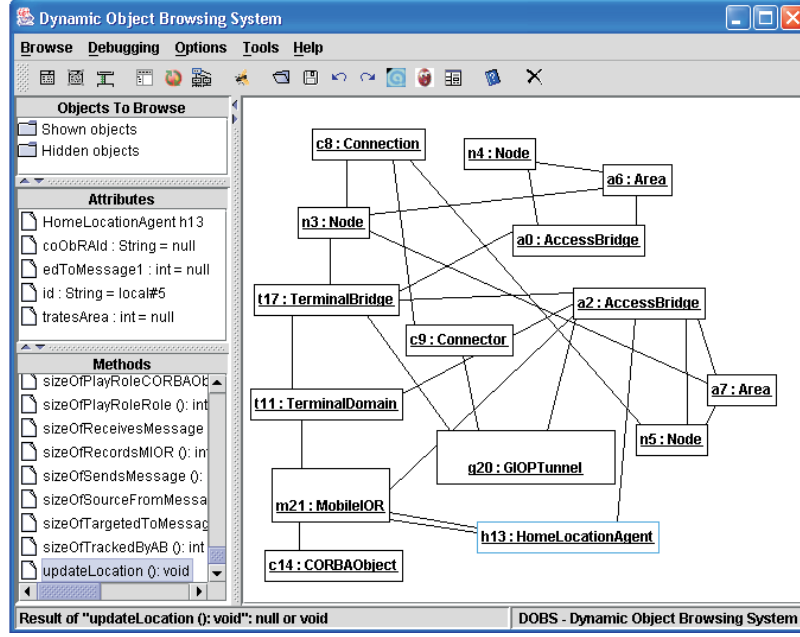 Dynamic Object Browsing System
Browse Debugging Options Tools Help
Objects To Browse
Shown objects
Hidden objects
Attributes
HomeLocationAgent h13
coObRAId : String = null
edToMessage1 : int = null
id : String = local#5
tratesArea : int = null
Methods
sizeOfPlayRoleCORBAOb
sizeOfPlayRoleRole (): int
sizeOfReceivesMessage
sizeOfRecordsMIOR (): in
sizeOfSendsMessage ():
sizeOfSourceFromMessa
sizeOfTargetedToMessag
sizeOfTrackedByAB (): int
updateLocation (): void
c8 : Connection
n4 : Node
a6 : Area
n3 : Node
a0 : AccessBridge
t17 : TerminalBridge
a2 : AccessBridge
c9 : Connector
a7 : Area
t11 : TerminalDomain
n5 : Node
g20 : GIOPTunnel
m21 : MobileIOR
h13 : HomeLocationAgent
c14 : CORBAObject
Result of "updateLocation (): void": null or void
DOBS - Dynamic Object Browsing System